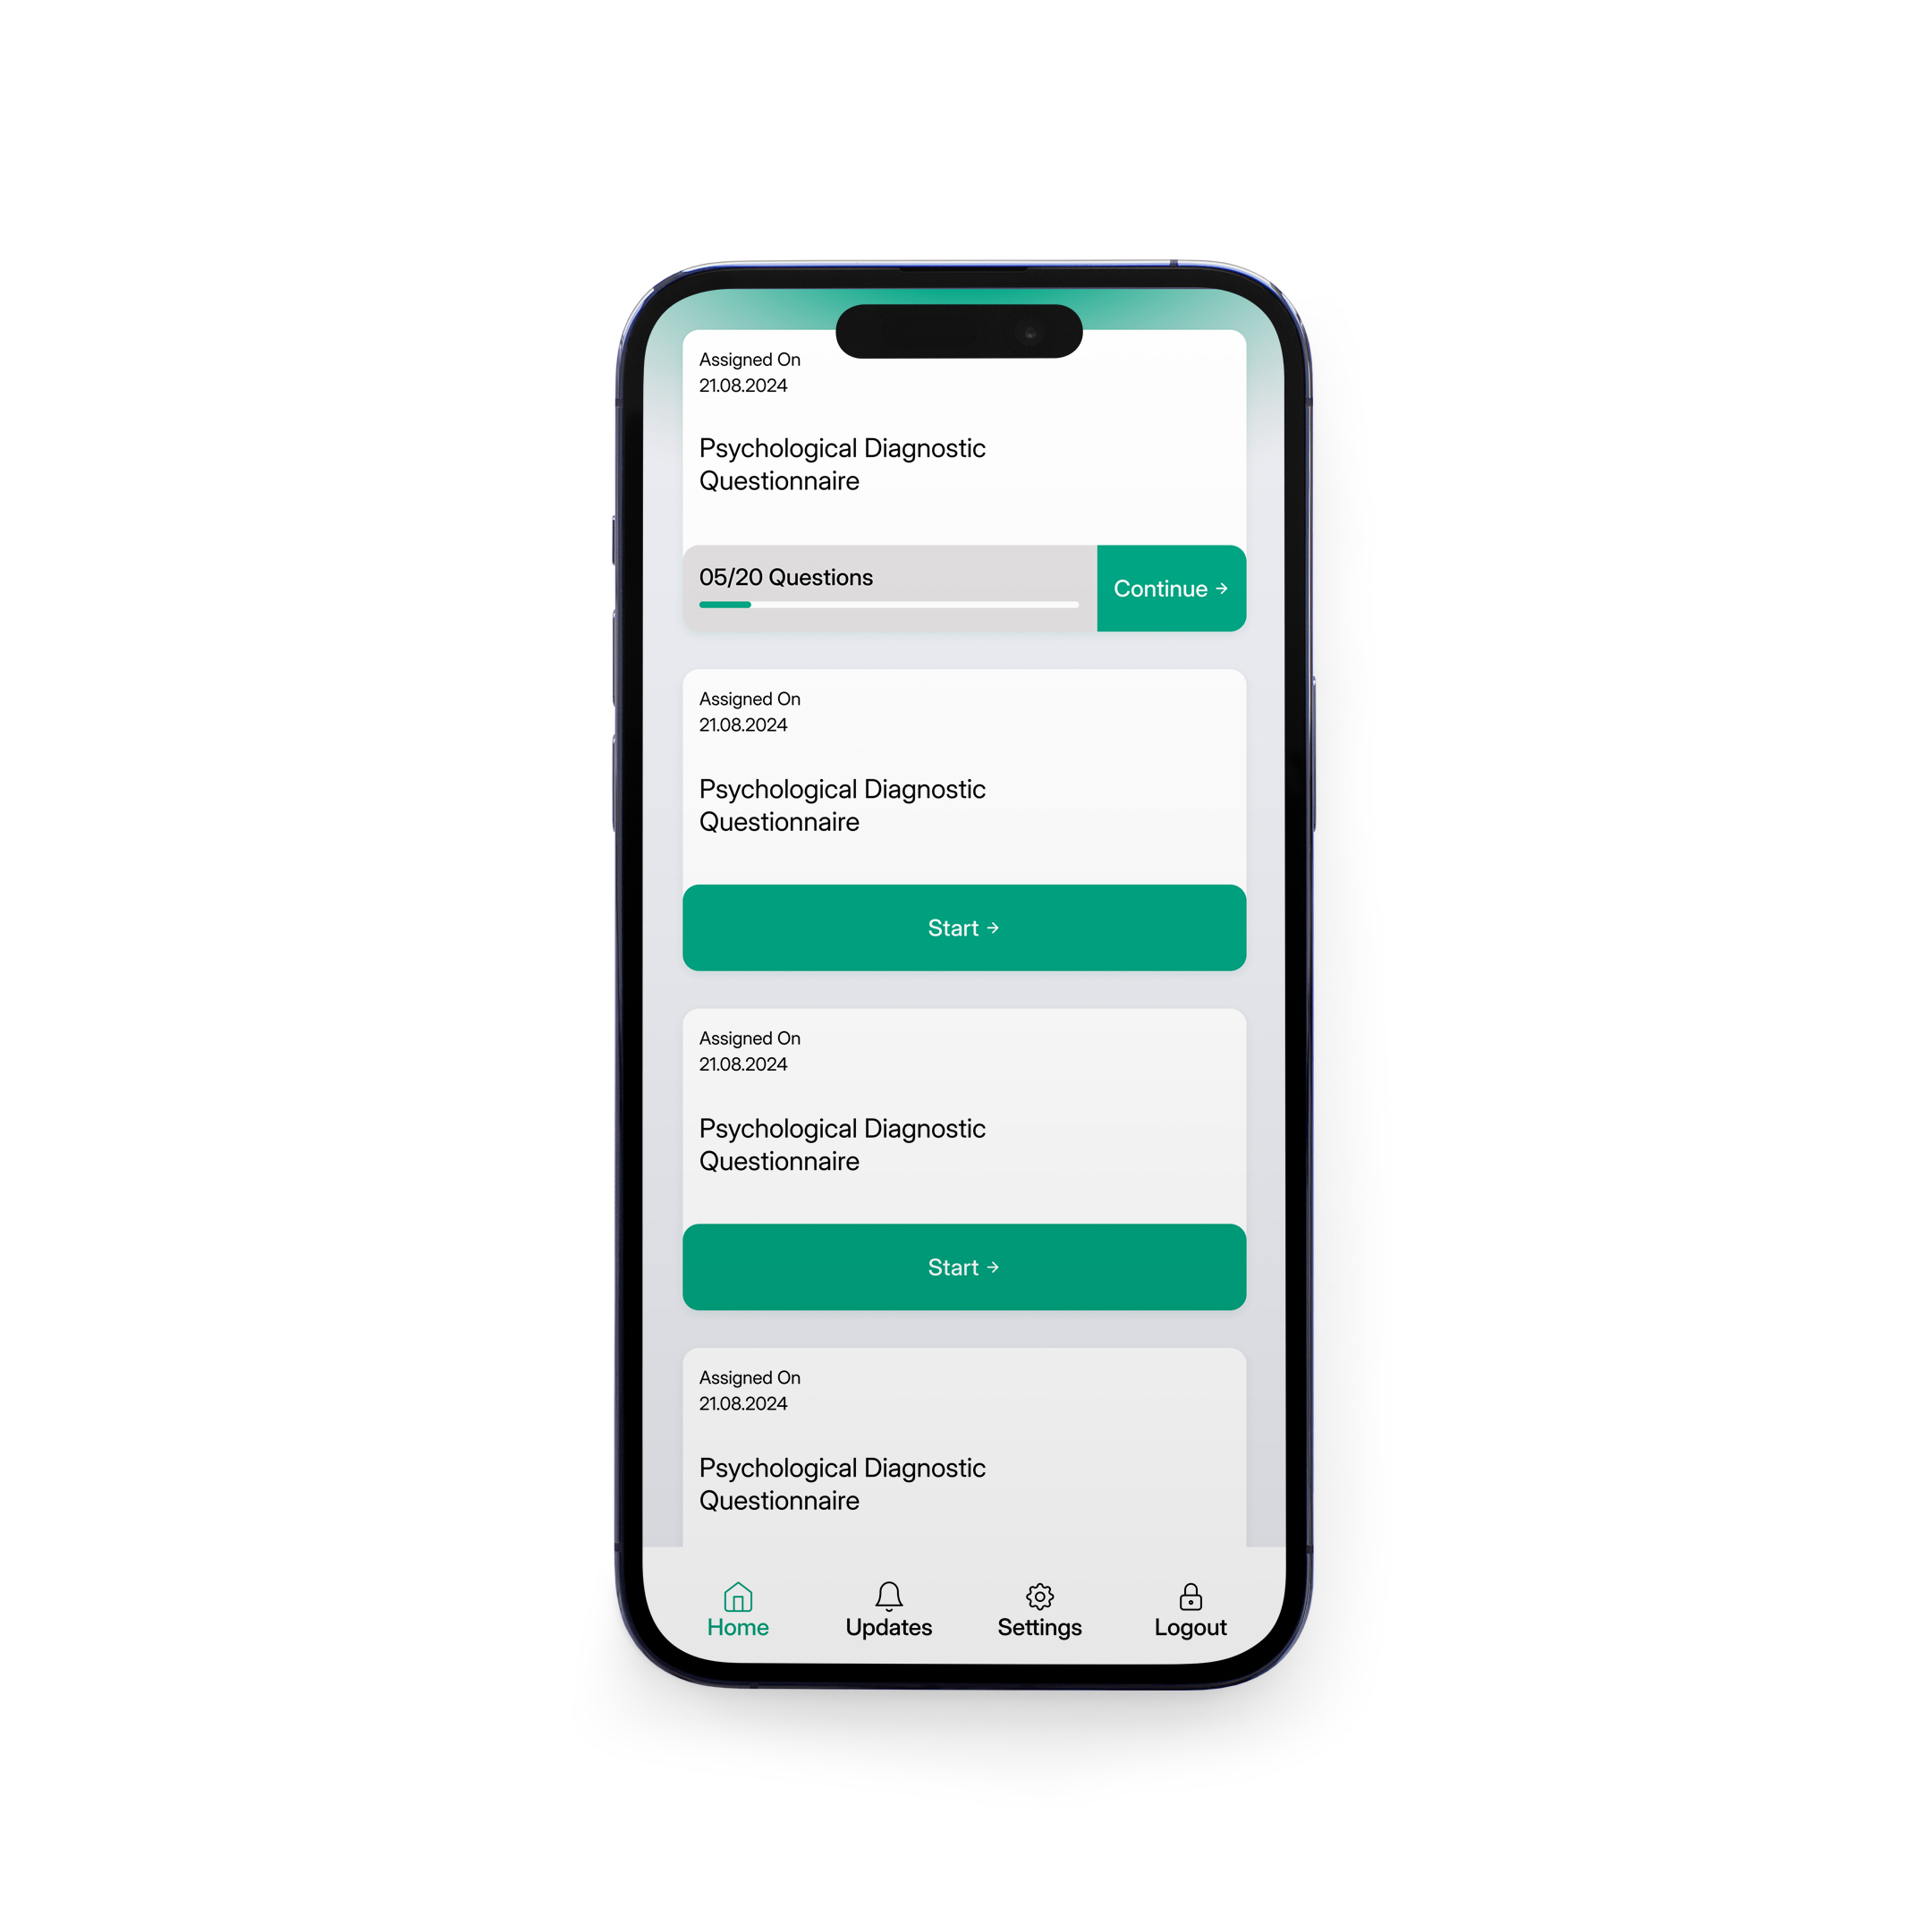 Assigned On
21.08.2024
Psychological Diagnostic
Questionnaire
05/20 Questions
Continue →
Assigned On
21.08.2024
Psychological Diagnostic
Questionnaire
Start →
Assigned On
21.08.2024
Psychological Diagnostic
Questionnaire
Start →
Assigned On
21.08.2024
Psychological Diagnostic
Questionnaire
Home
Updates
Settings
Logout